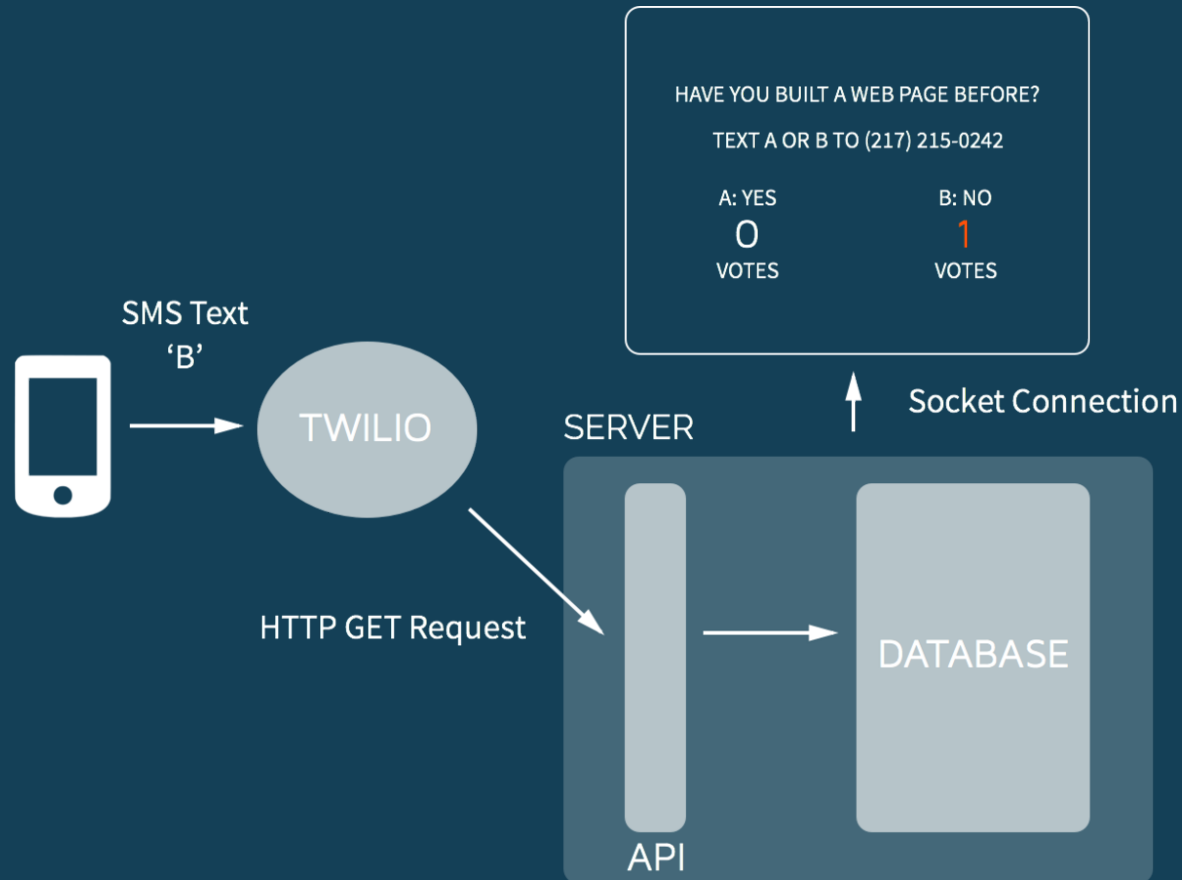 HAVE YOU BUILT A WEB PAGE BEFORE?
TEXT A OR B TO (217) 215-0242
A: YES
0
VOTES
B: NO
1
VOTES
SMS Text
‘B’
TWILIO
Socket Connection
SERVER
HTTP GET Request
DATABASE
API